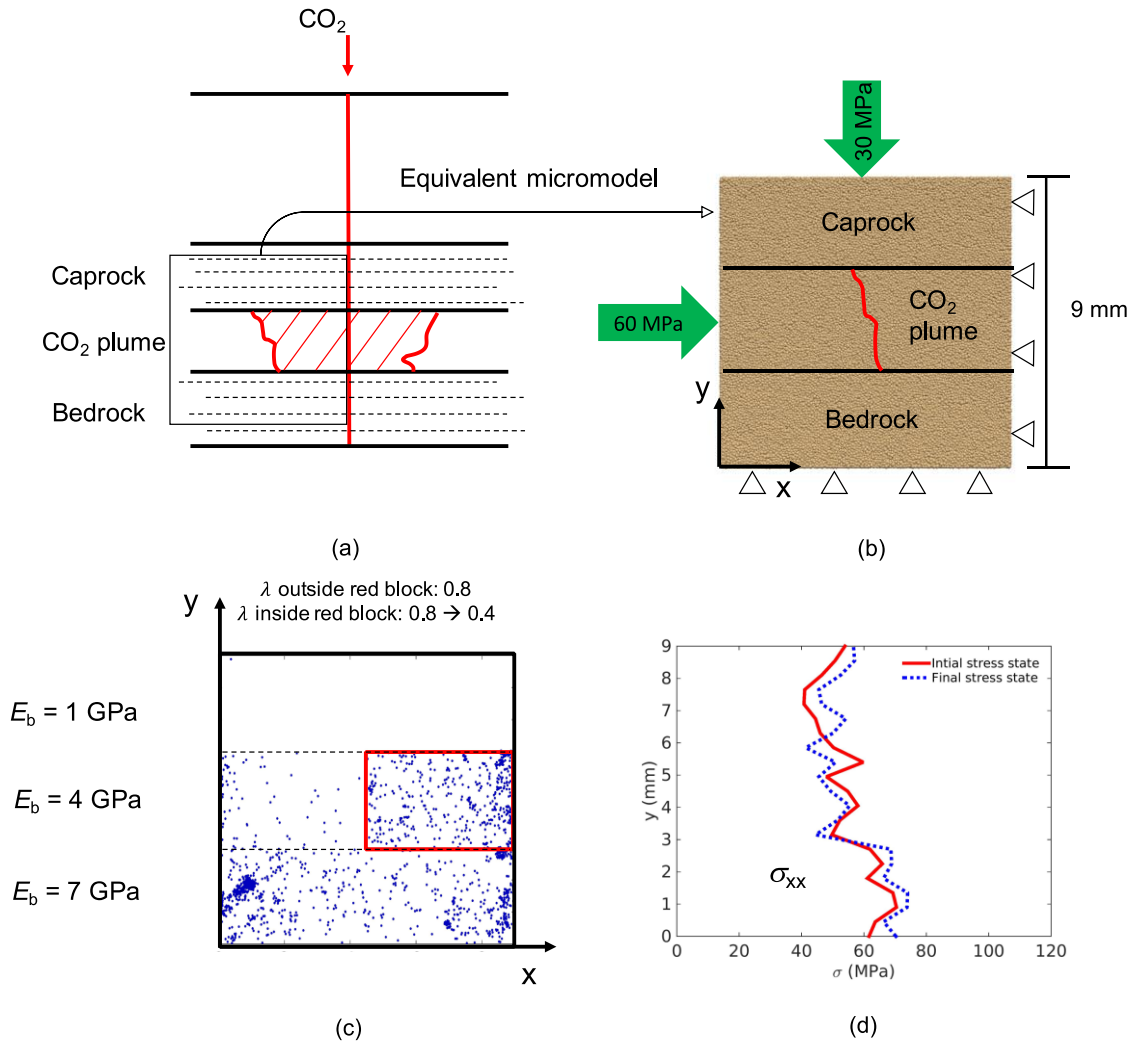 CO2
Equivalent micromodel
Caprock
CO2 plume
Bedrock
(a)
30 MPa
60 MPa
Caprock
CO2
plume
Bedrock
9 mm
y
x
(b)
λ outside red block: 0.8
λ inside red block: 0.8 → 0.4
y
Eb = 1 GPa
Eb = 4 GPa
Eb = 7 GPa
x
(c)
Intial stress state
Final stress state
9
8
7
6
5
4
3
2
1
0
y (mm)
σxx
0 20 40 60 80 100 120
σ (MPa)
(d)